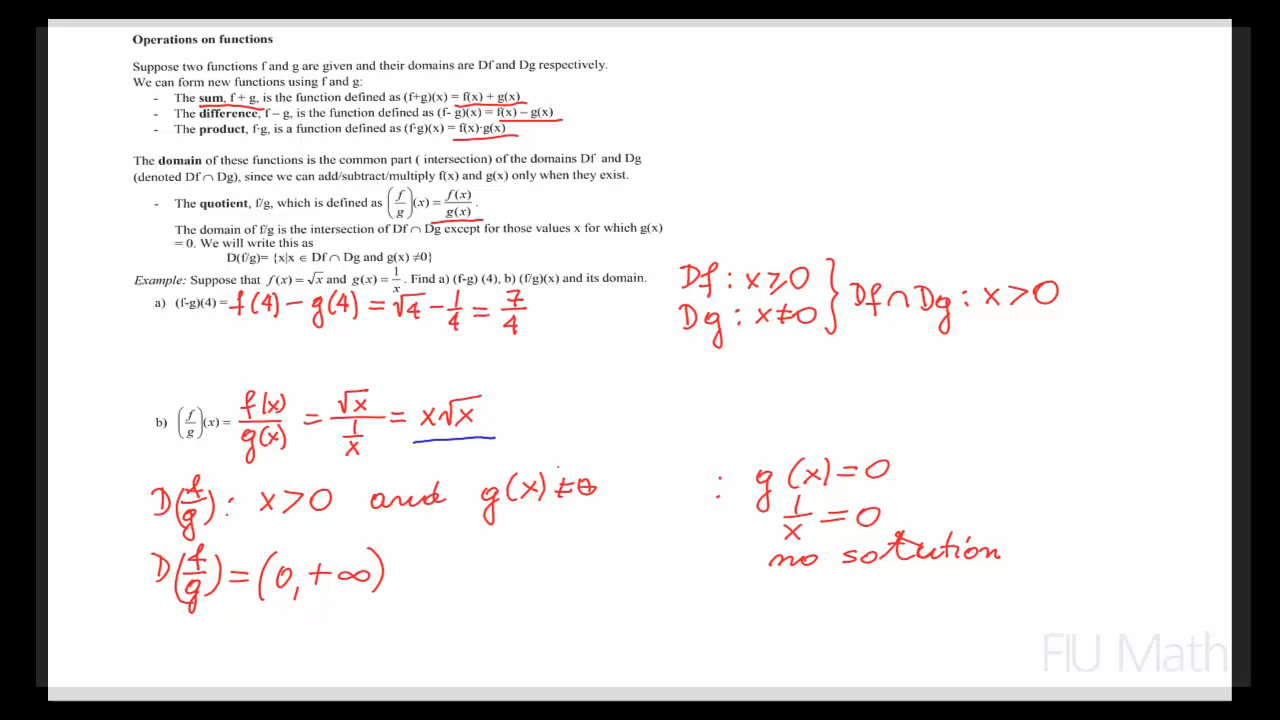 Operations on functions
Suppose two functions f and g are given and their domains are Df and Dg respectively.
We can form new functions using f and g:
- The sum, f + g, is the function defined as (f+g)(x) = f(x) + g(x)
- The difference, f – g, is the function defined as (f- g)(x) = f(x) – g(x)
- The product, f·g, is a function defined as (f·g)(x) = f(x)·g(x)
The domain of these functions is the common part ( intersection) of the domains Df and Dg
(denoted Df ∩ Dg), since we can add/subtract/multiply f(x) and g(x) only when they exist.
- The quotient, f/g, which is defined as (f/g)(x) = f(x)/g(x) .
The domain of f/g is the intersection of Df ∩ Dg except for those values x for which g(x)
= 0. We will write this as
D(f/g)= {x|x ∈ Df ∩ Dg and g(x) ≠0}
Example: Suppose that f(x) = √x and g(x) = 1/x . Find a) (f-g) (4), b) (f/g)(x) and its domain.
a) (f-g)(4) = f(4) – g(4) = √4 – 1/4 = 7/4
Df : x ≥ 0
Dg : x ≠ 0
} Df ∩ Dg : x > 0
b) (f/g)(x) = f(x)/g(x) = √x / (1/x) = x√x
D(f/g) : x > 0 and g(x) ≠ 0
: g(x) = 0
1/x = 0
no solution
D(f/g) = (0, + ∞)
FIU Math